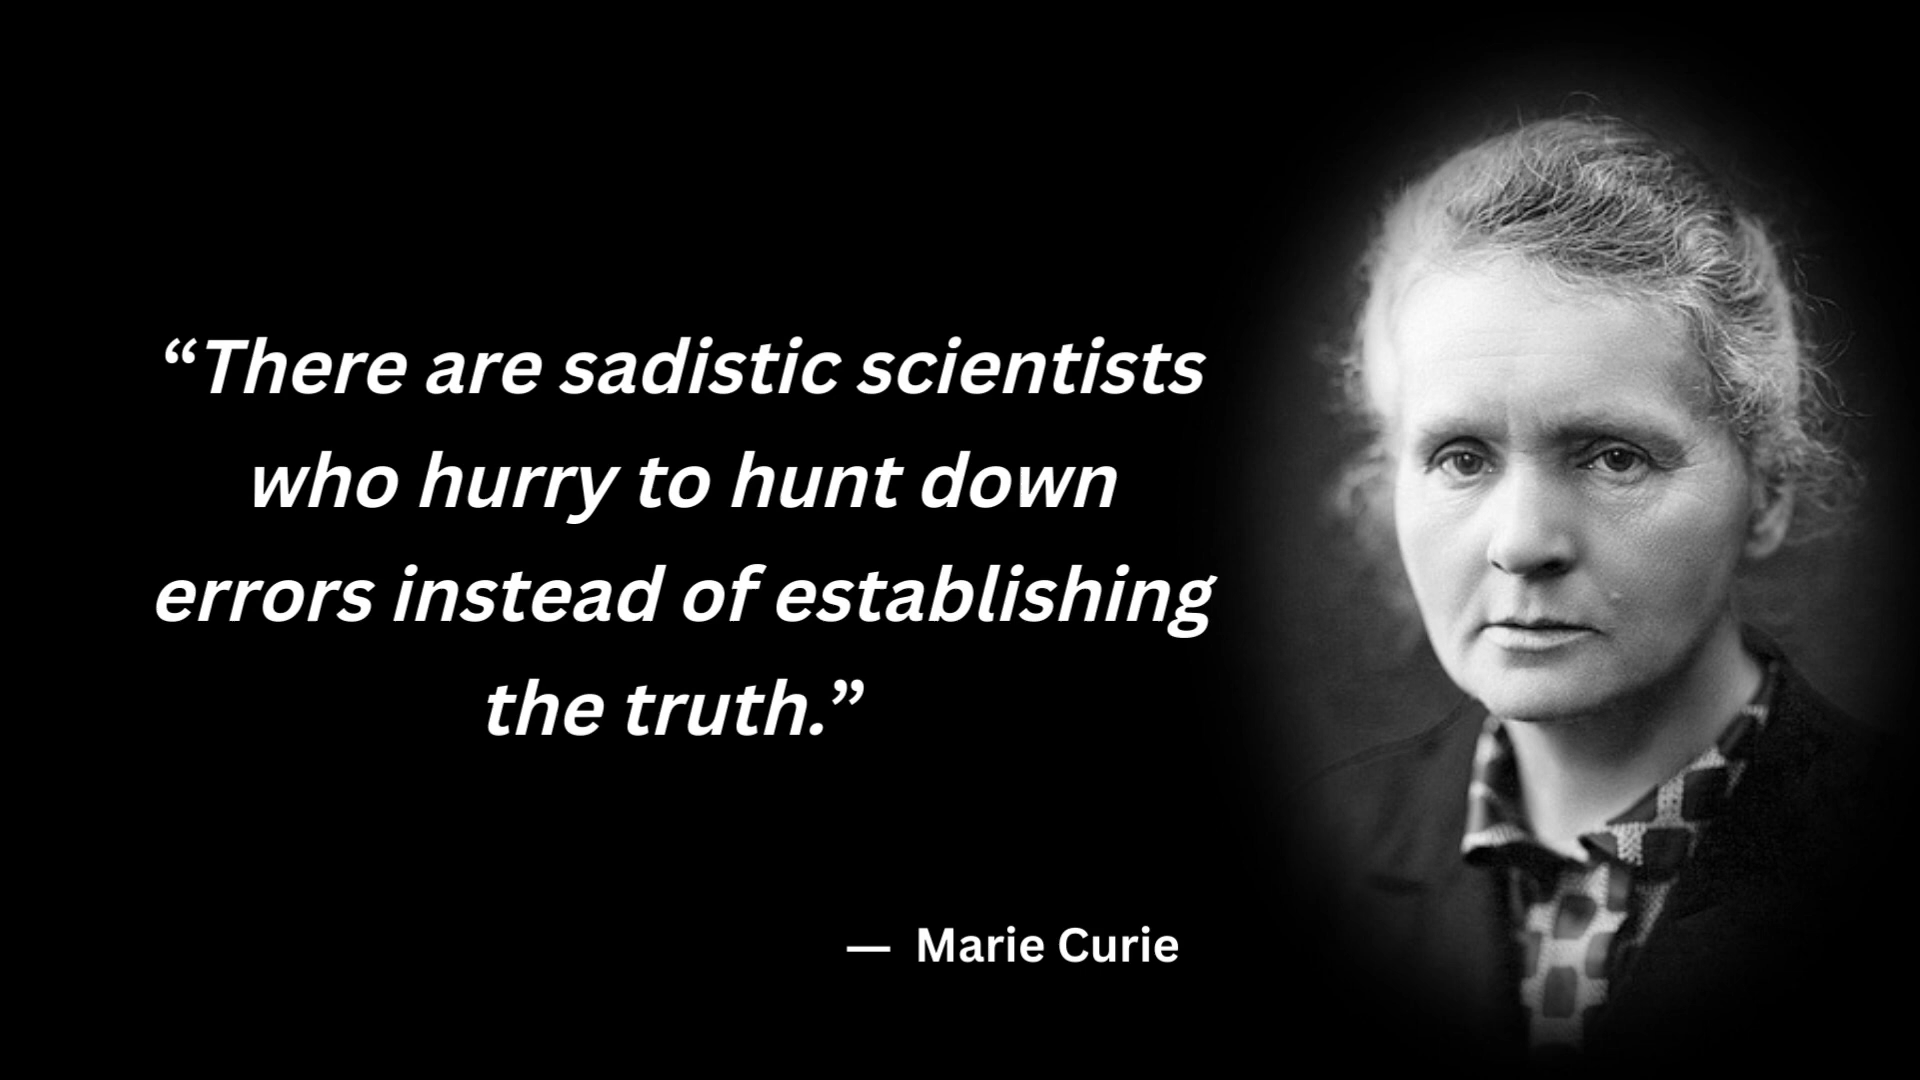 “There are sadistic scientists
who hurry to hunt down
errors instead of establishing
the truth.”
— Marie Curie